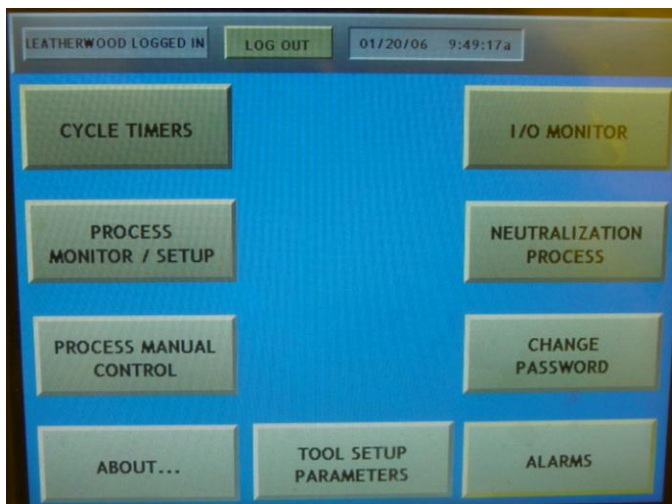 LEATHERWOOD LOGGED IN
LOG OUT
01/20/06 9:49:17a
CYCLE TIMERS
I/O MONITOR
PROCESS
MONITOR / SETUP
NEUTRALIZATION
PROCESS
PROCESS MANUAL
CONTROL
CHANGE
PASSWORD
ABOUT...
TOOL SETUP
PARAMETERS
ALARMS